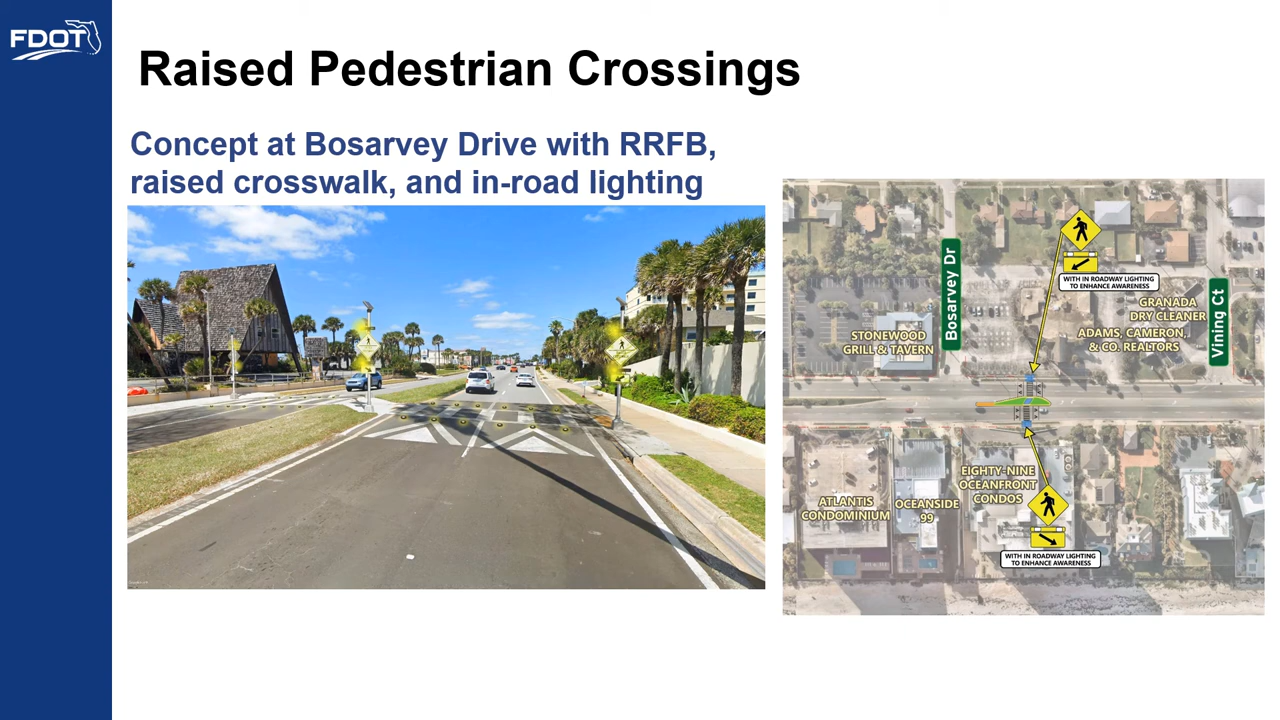 FDOT
Raised Pedestrian Crossings
Concept at Bosarvey Drive with RRFB,
raised crosswalk, and in-road lighting
Bosarvey Dr
WITH IN ROADWAY LIGHTING
TO ENHANCE AWARENESS
GRANADA
DRY CLEANER
Vining Ct
STONEWOOD
GRILL & TAVERN
ADAMS, CAMERON,
& CO. REALTORS
EIGHTY-NINE
OCEANFRONT
CONDOS
ATLANTIS
CONDOMINIUM
OCEANSIDE
99
WITH IN ROADWAY LIGHTING
TO ENHANCE AWARENESS